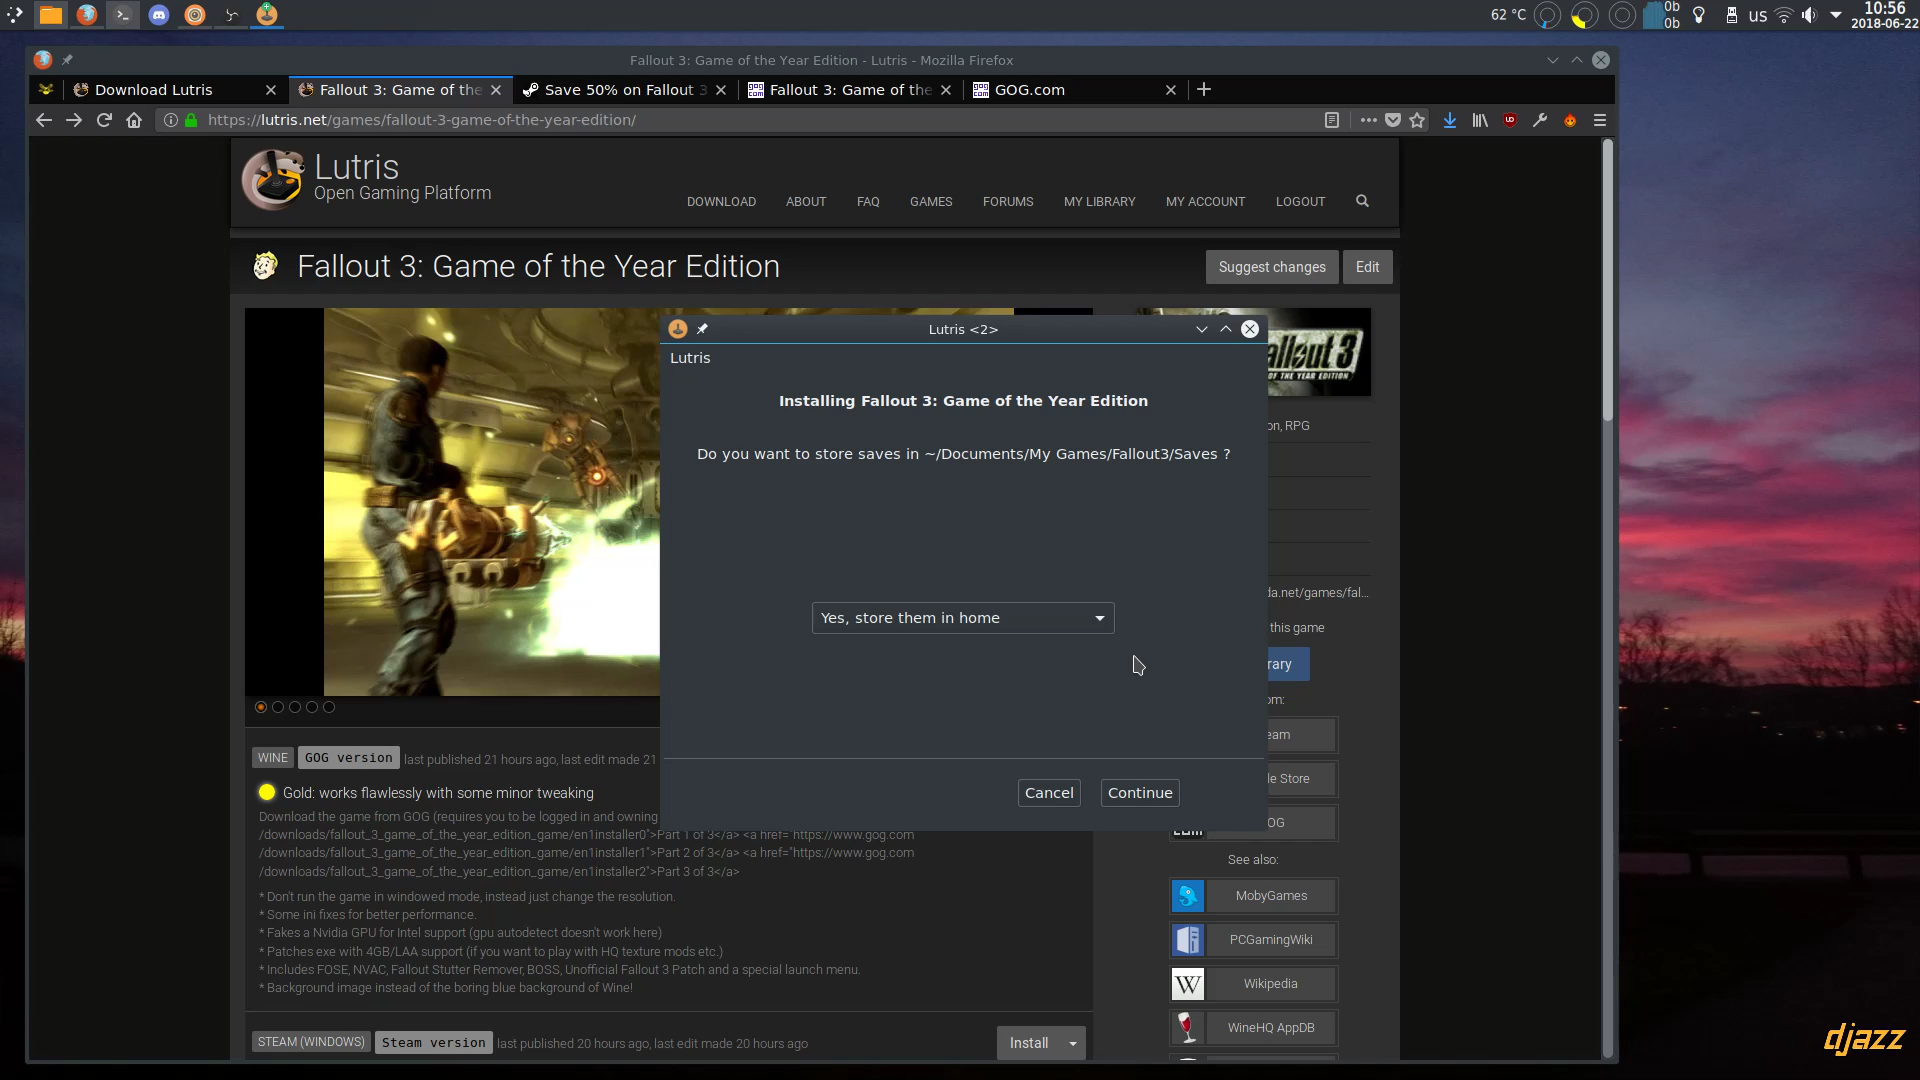 62 °C
0b
0b
us
10:56
2018-06-22
Fallout 3: Game of the Year Edition - Lutris - Mozilla Firefox
Download Lutris
Fallout 3: Game of the
Save 50% on Fallout 3
Fallout 3: Game of the
GOG.com
https://lutris.net/games/fallout-3-game-of-the-year-edition/
Lutris
Open Gaming Platform
DOWNLOAD ABOUT FAQ GAMES FORUMS MY LIBRARY MY ACCOUNT LOGOUT
Fallout 3: Game of the Year Edition
Suggest changes
Edit
Lutris <2>
Lutris
Installing Fallout 3: Game of the Year Edition
Do you want to store saves in ~/Documents/My Games/Fallout3/Saves ?
Yes, store them in home
Cancel
Continue
allout 3
OF THE YEAR EDITION
on, RPG
da.net/games/fal...
this game
rary
om:
eam
le Store
OG
See also:
MobyGames
PCGamingWiki
W Wikipedia
WineHQ AppDB
WINE GOG version last published 21 hours ago, last edit made 21
Gold: works flawlessly with some minor tweaking
Download the game from GOG (requires you to be logged in and owning
/downloads/fallout_3_game_of_the_year_edition_game/en1installer0">Part 1 of 3</a> <a href="https://www.gog.com
/downloads/fallout_3_game_of_the_year_edition_game/en1installer1">Part 2 of 3</a> <a href="https://www.gog.com
/downloads/fallout_3_game_of_the_year_edition_game/en1installer2">Part 3 of 3</a>
* Don't run the game in windowed mode, instead just change the resolution.
* Some ini fixes for better performance.
* Fakes a Nvidia GPU for Intel support (gpu autodetect doesn't work here)
* Patches exe with 4GB/LAA support (if you want to play with HQ texture mods etc.)
* Includes FOSE, NVAC, Fallout Stutter Remover, BOSS, Unofficial Fallout 3 Patch and a special launch menu.
* Background image instead of the boring blue background of Wine!
STEAM (WINDOWS) Steam version last published 20 hours ago, last edit made 20 hours ago
Install
djazz